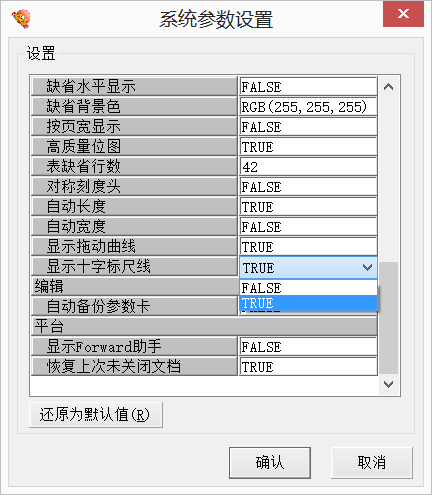 系统参数设置
设置
缺省水平显示 FALSE
缺省背景色 RGB(255,255,255)
按页宽显示 FALSE
高质量位图 TRUE
表缺省行数 42
对称刻度头 FALSE
自动长度 TRUE
自动宽度 FALSE
显示拖动曲线 TRUE
显示十字标尺线 TRUE
编辑 FALSE
自动备份参数卡 TRUE
平台
显示Forward助手 FALSE
恢复上次未关闭文档 TRUE
还原为默认值(R)
确认 取消